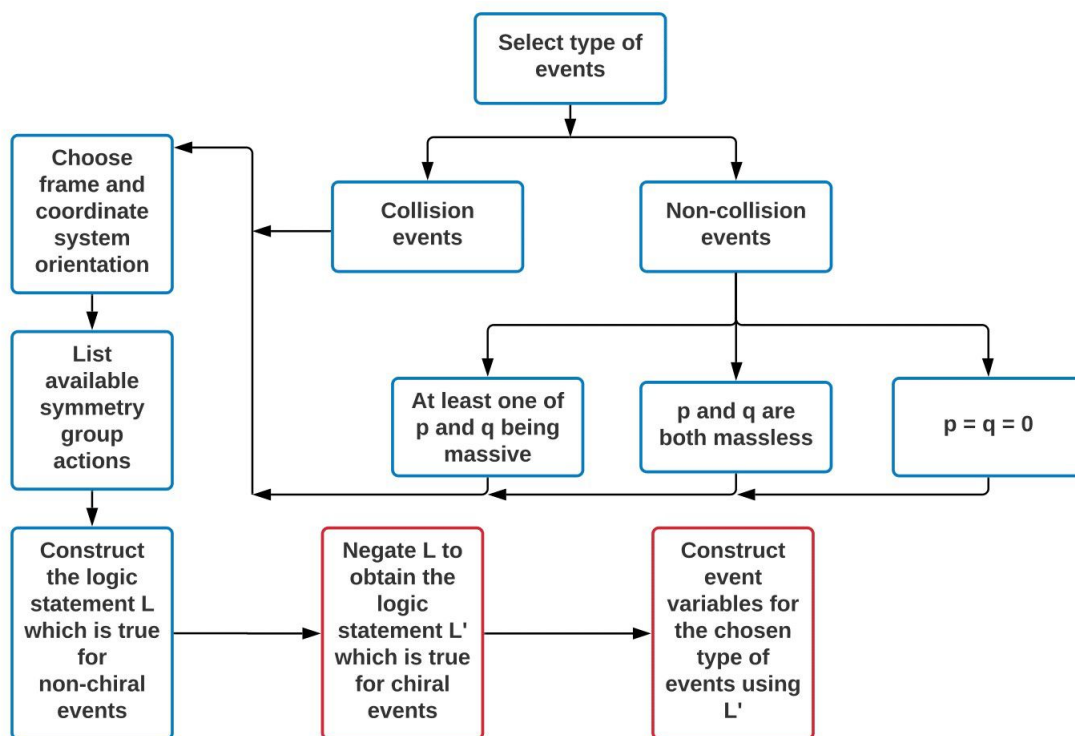 Select type of
events
Choose
frame and
coordinate
system
orientation
Collision
events
Non-collision
events
List
available
symmetry
group
actions
At least one of
p and q being
massive
p and q are
both massless
p = q = 0
Construct
the logic
statement L
which is true
for
non-chiral
events
Negate L to
obtain the
logic
statement L'
which is true
for chiral
events
Construct
event
variables for
the chosen
type of
events using
L'